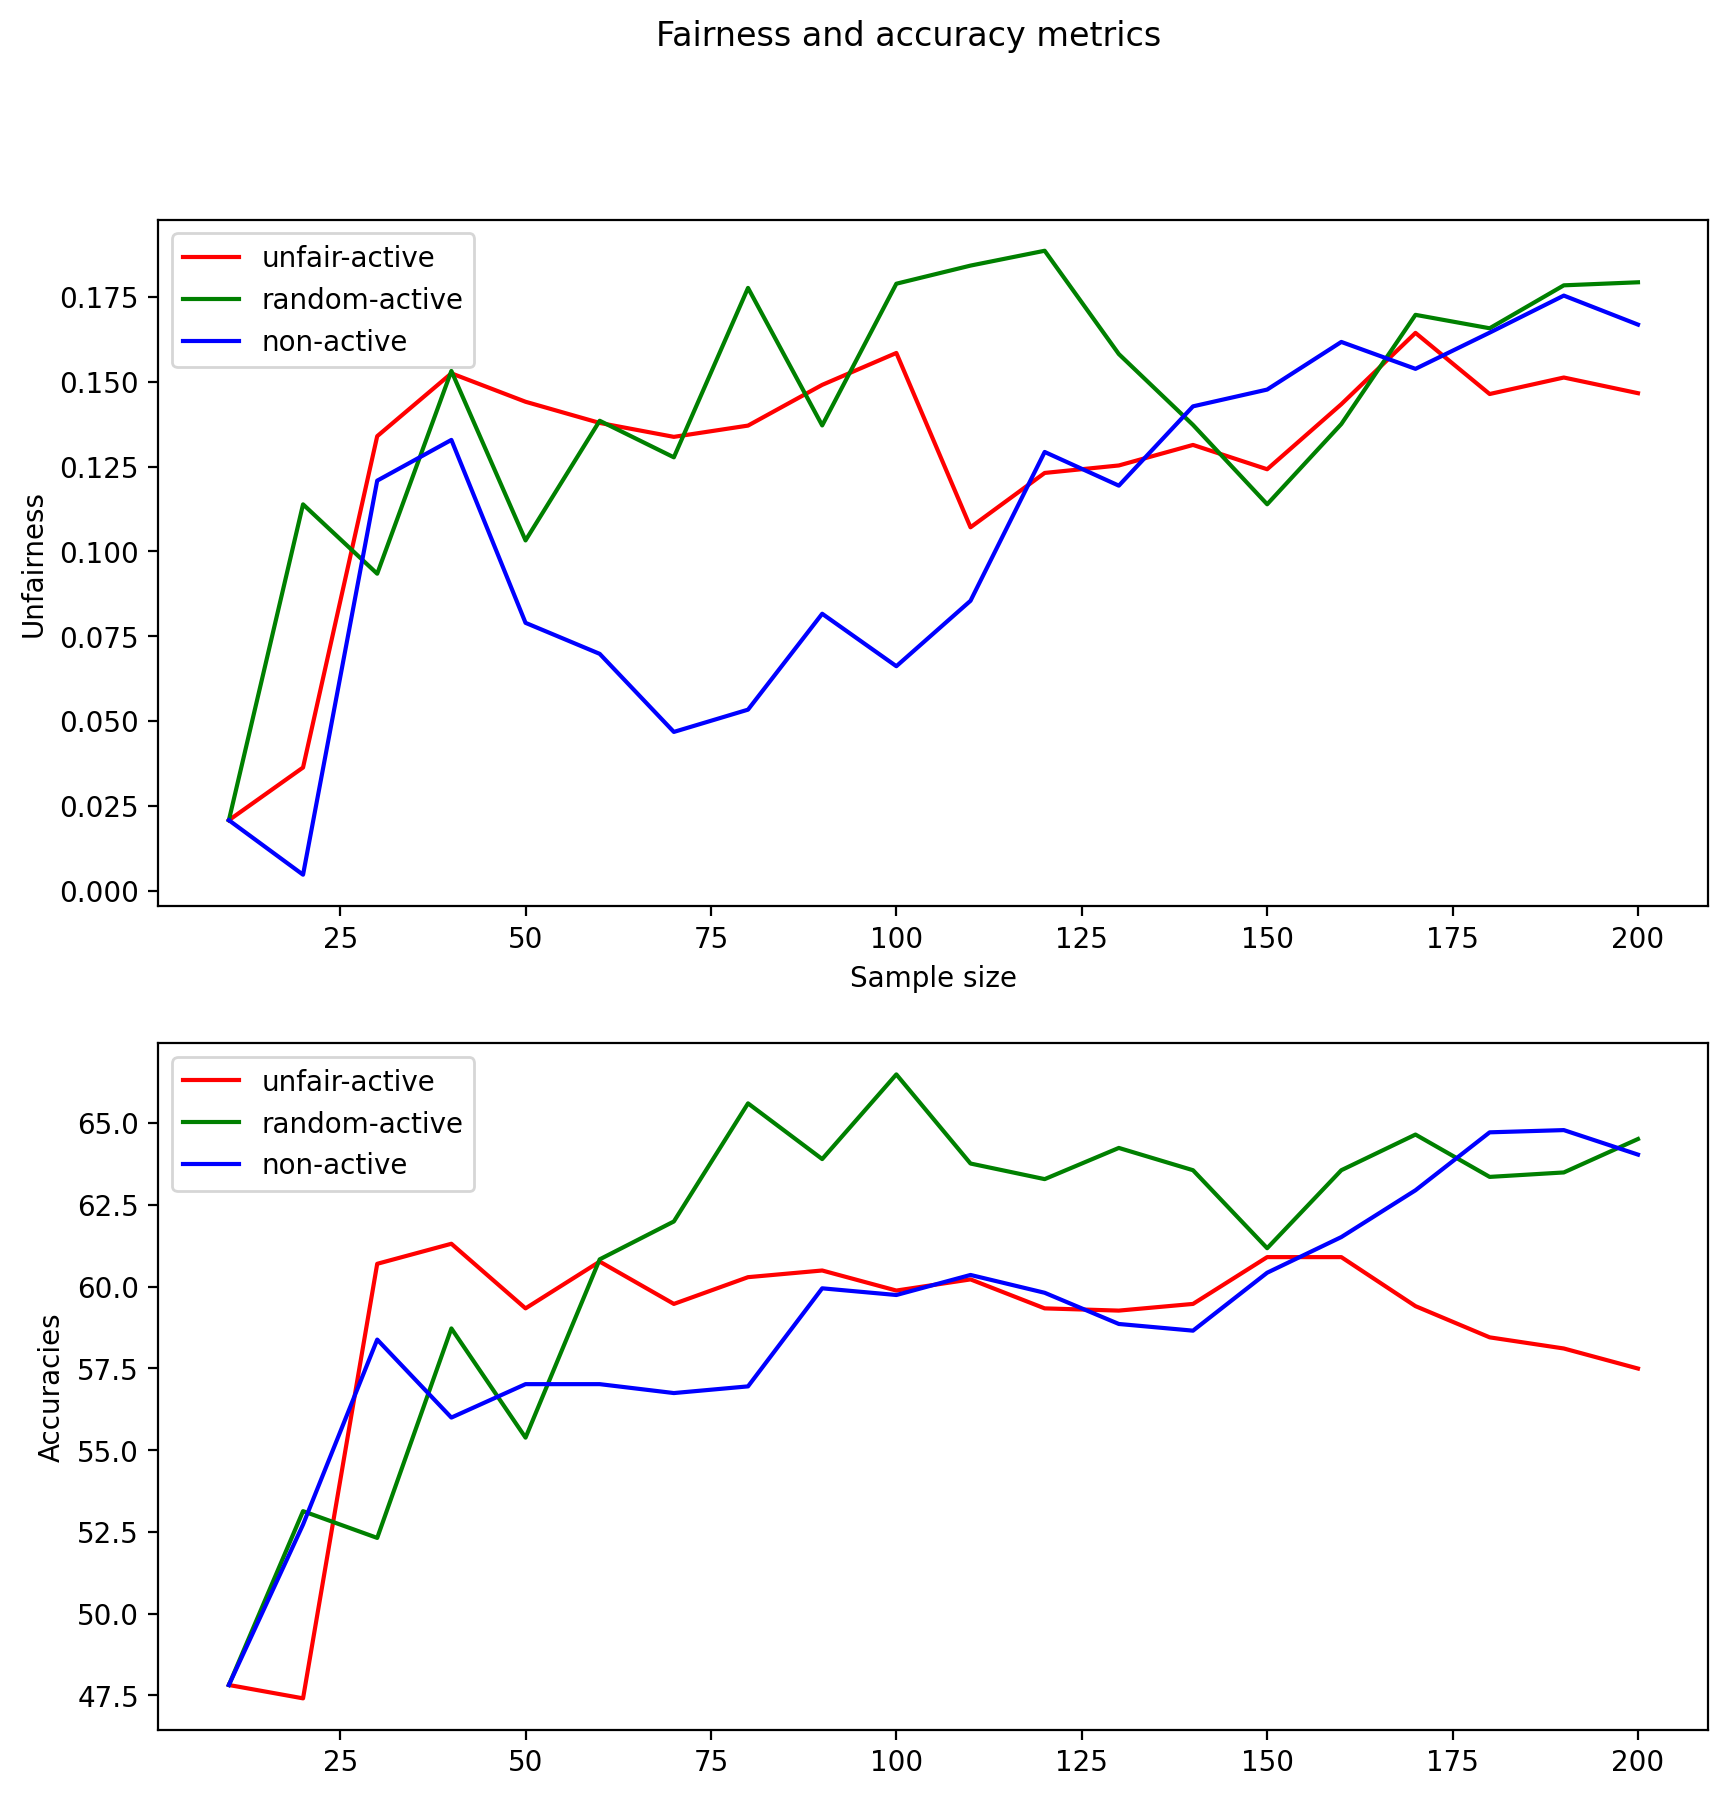 Fairness and accuracy metrics
unfair-active
random-active
non-active
0.175
0.150
0.125
0.100
0.075
0.050
0.025
0.000
Unfairness
25 50 75 100 125 150 175 200
Sample size
unfair-active
random-active
non-active
65.0
62.5
60.0
57.5
55.0
52.5
50.0
47.5
Accuracies
25 50 75 100 125 150 175 200